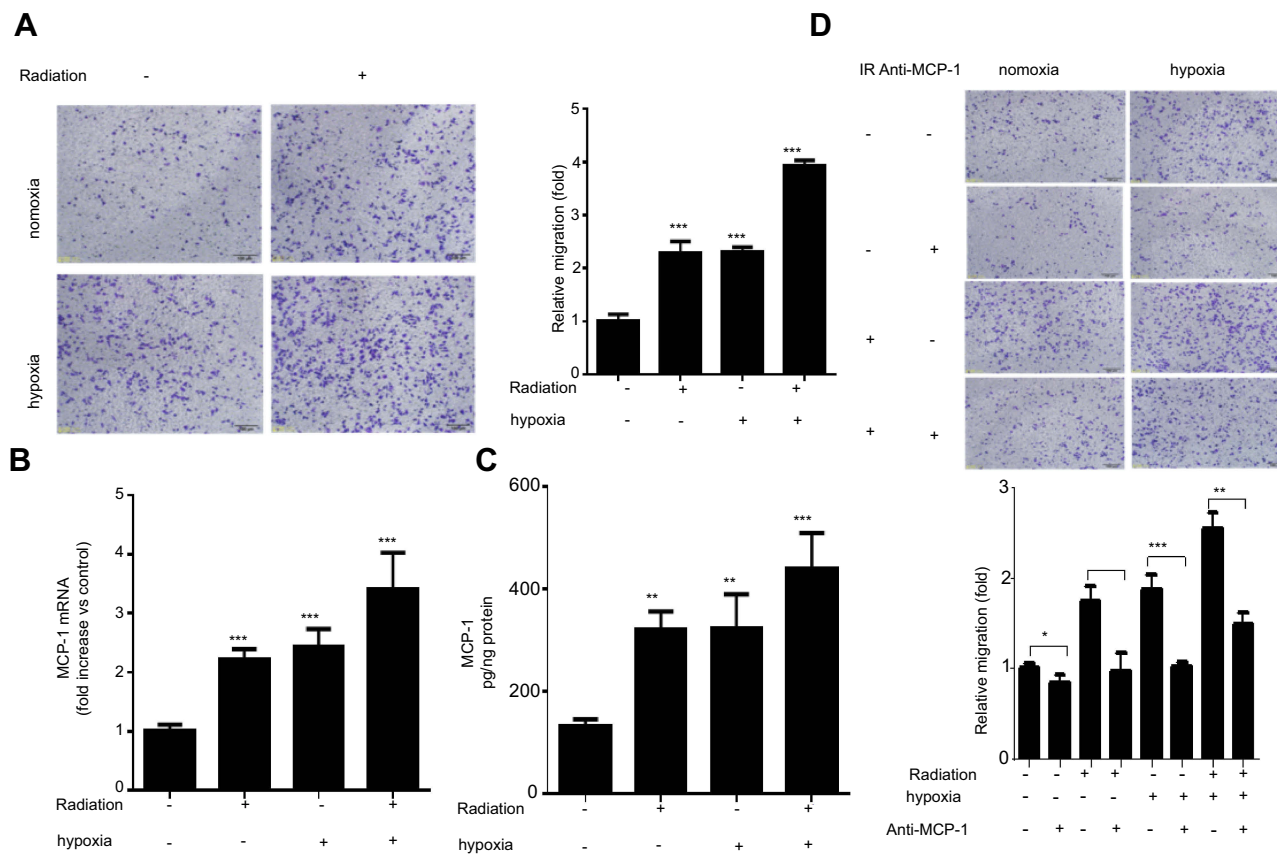 A
Radiation - +
nomoxia
hypoxia
5
4
3
2
1
0
Relative migration (fold)
***
***
***
Radiation - + - +
hypoxia - - + +
B
5
4
3
2
1
0
MCP-1 mRNA
(fold increase vs control)
***
***
***
Radiation - + - +
hypoxia - - + +
C
600
400
200
0
MCP-1
pg/ng protein
**
**
***
Radiation - + - +
hypoxia - - + +
D
IR Anti-MCP-1 nomoxia hypoxia
- -
- +
+ -
+ +
3
2
1
0
Relative migration (fold)
*
***
**
Radiation - - + + - - + +
hypoxia - - - - + + + +
Anti-MCP-1 - + - + - + - +